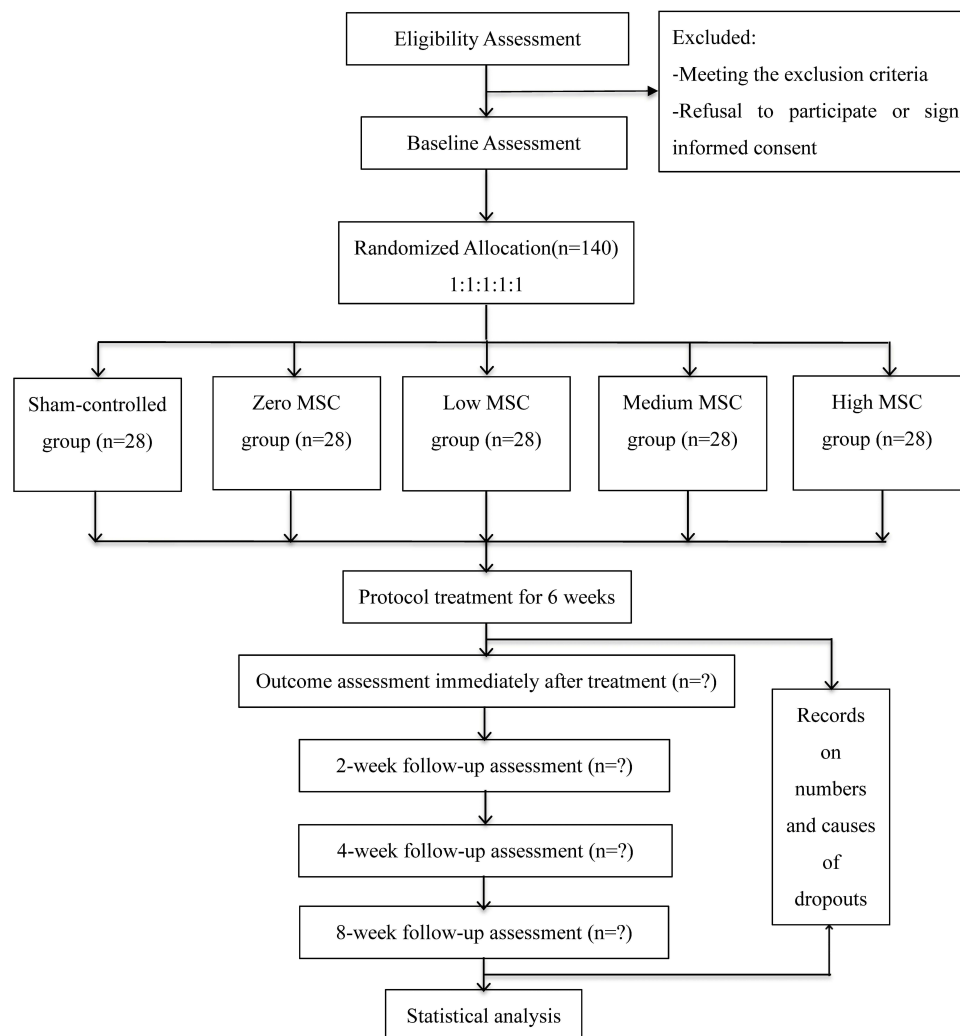 Eligibility Assessment
Excluded:
-Meeting the exclusion criteria
-Refusal to participate or sign
informed consent
Baseline Assessment
Randomized Allocation(n=140)
1:1:1:1:1
Sham-controlled
group (n=28)
Zero MSC
group (n=28)
Low MSC
group (n=28)
Medium MSC
group (n=28)
High MSC
group (n=28)
Protocol treatment for 6 weeks
Outcome assessment immediately after treatment (n=?)
2-week follow-up assessment (n=?)
4-week follow-up assessment (n=?)
8-week follow-up assessment (n=?)
Records
on
numbers
and causes
of
dropouts
Statistical analysis